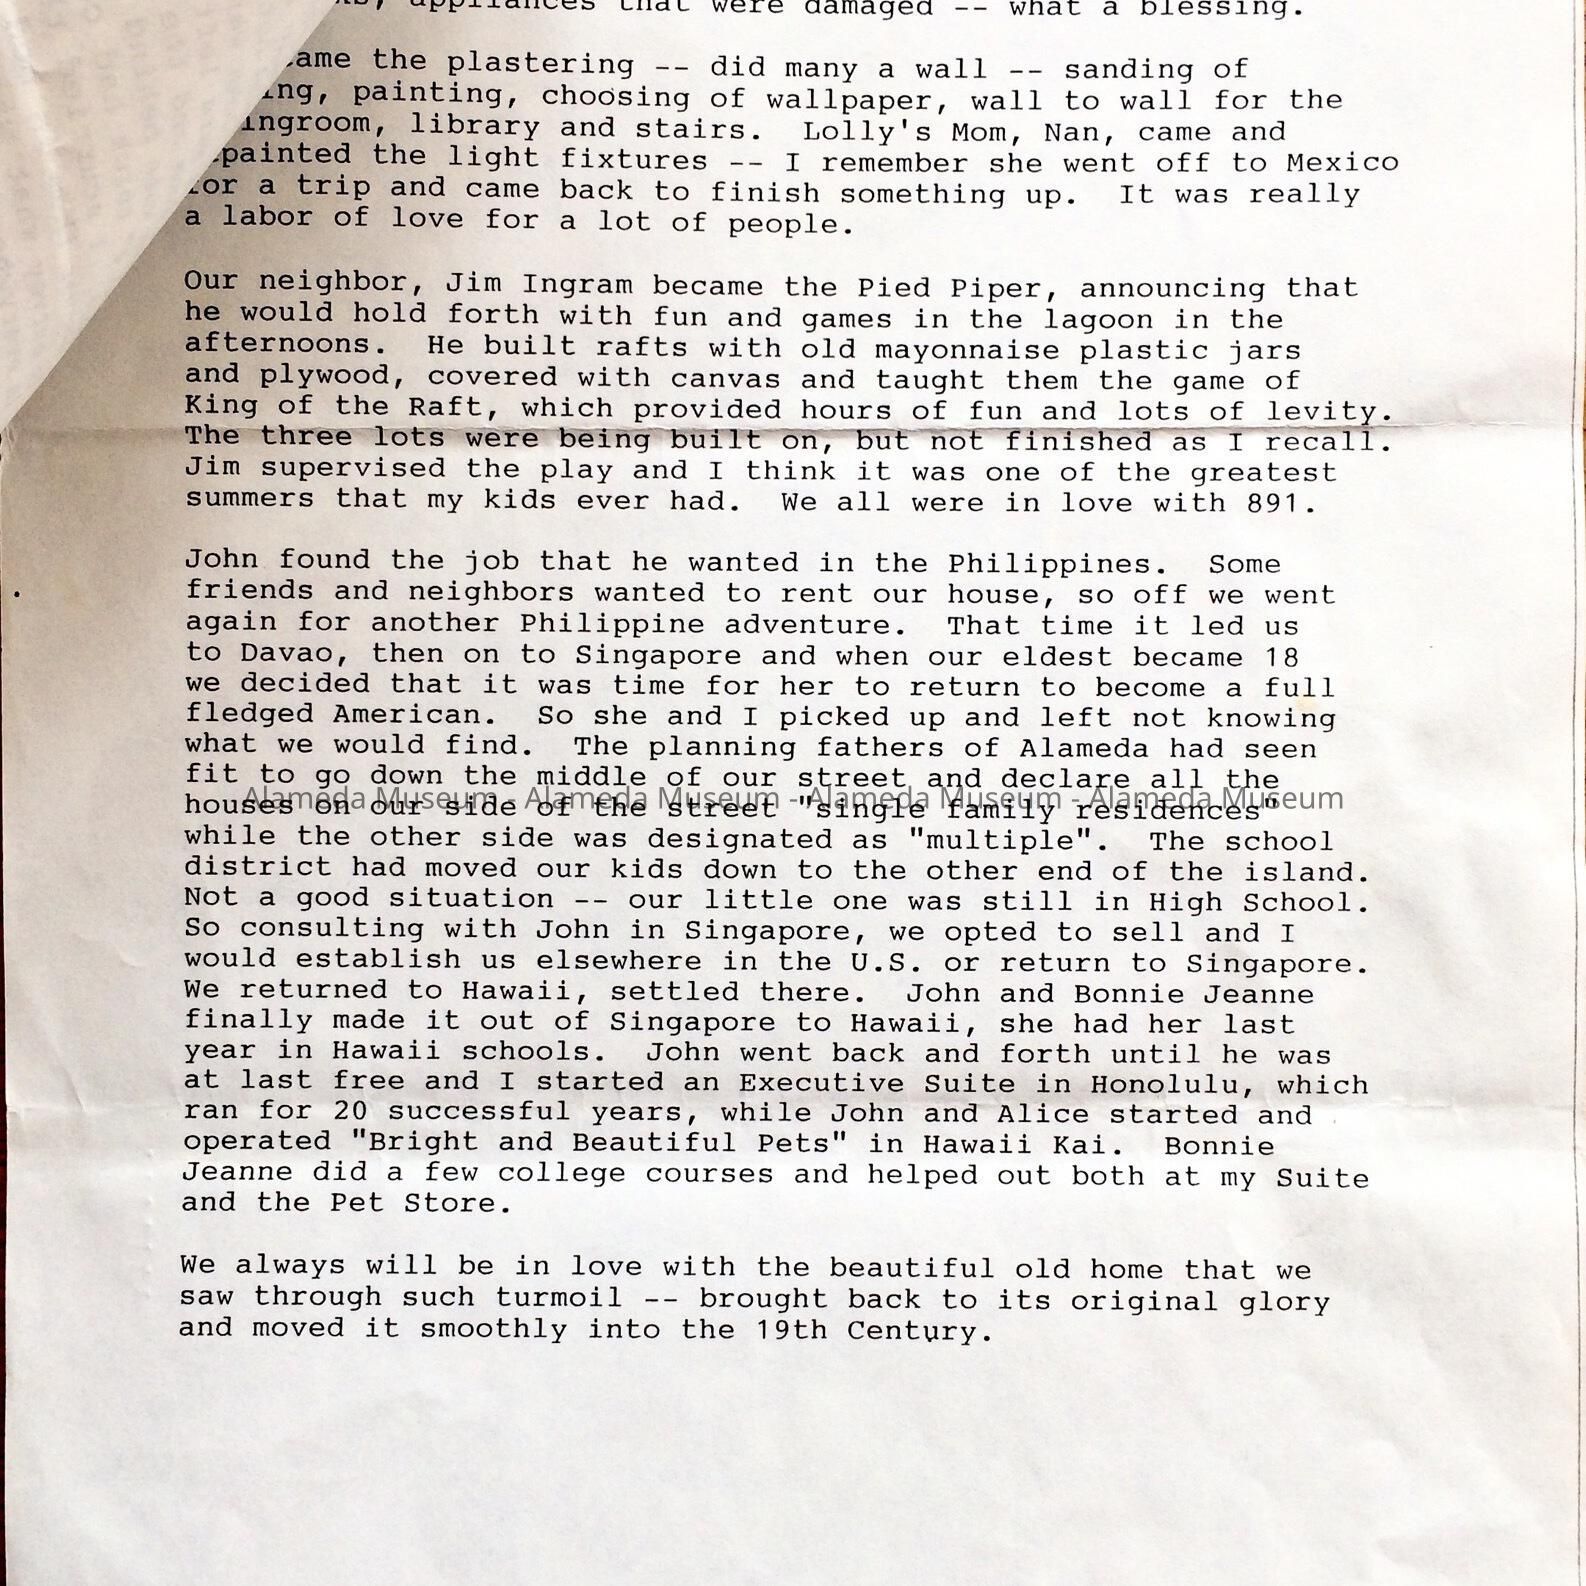 appliances that were damaged -- what a blessing.
the plastering -- did many a wall -- sanding of
painting, choosing of wallpaper, wall to wall for the
library and stairs. Lolly's Mom, Nan, came and
painted the light fixtures -- I remember she went off to Mexico
for a trip and came back to finish something up. It was really
a labor of love for a lot of people.
Our neighbor, Jim Ingram became the Pied Piper, announcing that
he would hold forth with fun and games in the lagoon in the
afternoons. He built rafts with old mayonnaise plastic jars
and plywood, covered with canvas and taught them the game of
King of the Raft, which provided hours of fun and lots of levity.
The three lots were being built on, but not finished as I recall.
Jim supervised the play and I think it was one of the greatest
summers that my kids ever had. We all were in love with 891.
John found the job that he wanted in the Philippines. Some
friends and neighbors wanted to rent our house, so off we went
again for another Philippine adventure. That time it led us
to Davao, then on to Singapore and when our eldest became 18
we decided that it was time for her to return to become a full
fledged American. So she and I picked up and left not knowing
what we would find. The planning fathers of Alameda had seen
fit to go down the middle of our street and declare all the
Alameda Museum - Alameda Museum - Alameda Museum - Alameda Museum
houses on our side of the street "single family residences"
while the other side was designated as "multiple". The school
district had moved our kids down to the other end of the island.
Not a good situation -- our little one was still in High School.
So consulting with John in Singapore, we opted to sell and I
would establish us elsewhere in the U.S. or return to Singapore.
We returned to Hawaii, settled there. John and Bonnie Jeanne
finally made it out of Singapore to Hawaii, she had her last
year in Hawaii schools. John went back and forth until he was
at last free and I started an Executive Suite in Honolulu, which
ran for 20 successful years, while John and Alice started and
operated "Bright and Beautiful Pets" in Hawaii Kai. Bonnie
Jeanne did a few college courses and helped out both at my Suite
and the Pet Store.
We always will be in love with the beautiful old home that we
saw through such turmoil -- brought back to its original glory
and moved it smoothly into the 19th Century.